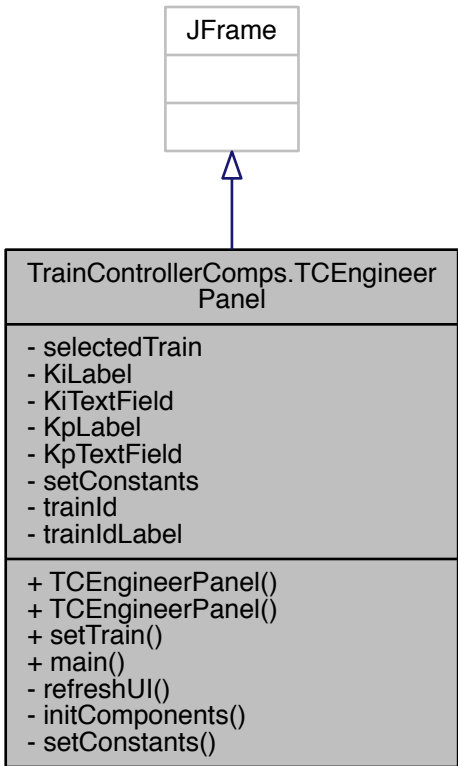 JFrame
TrainControllerComps.TCEngineer
Panel
- selectedTrain
- KiLabel
- KiTextField
- KpLabel
- KpTextField
- setConstants
- trainId
- trainIdLabel
+ TCEngineerPanel()
+ TCEngineerPanel()
+ setTrain()
+ main()
- refreshUI()
- initComponents()
- setConstants()